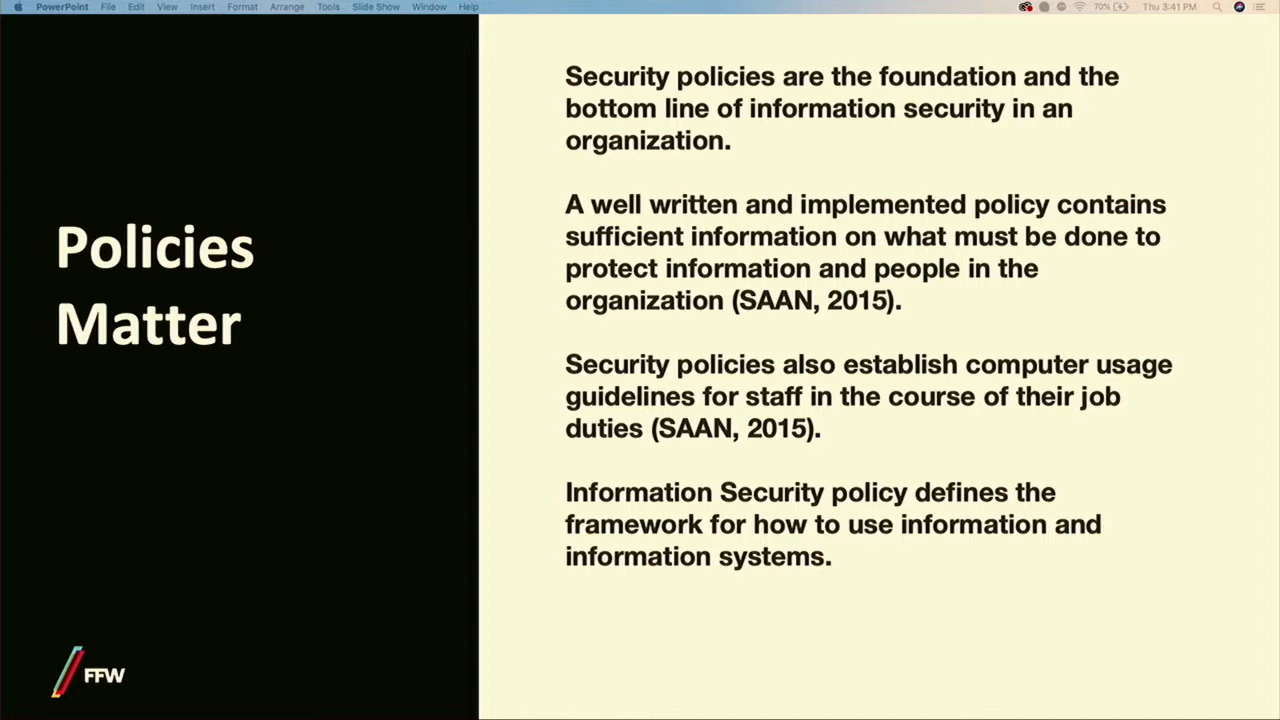 PowerPoint File Edit View Insert Format Arrange Tools Slide Show Window Help 70% Thu 3:41 PM
Policies
Matter
Security policies are the foundation and the
bottom line of information security in an
organization.
A well written and implemented policy contains
sufficient information on what must be done to
protect information and people in the
organization (SAAN, 2015).
Security policies also establish computer usage
guidelines for staff in the course of their job
duties (SAAN, 2015).
Information Security policy defines the
framework for how to use information and
information systems.
FFW